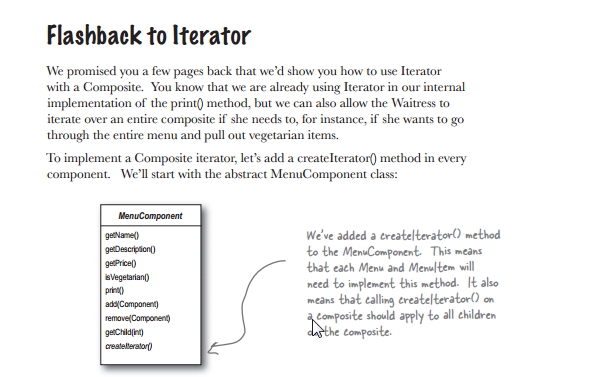 Flashback to Iterator
We promised you a few pages back that we'd show you how to use Iterator
with a Composite. You know that we are already using Iterator in our internal
implementation of the print() method, but we can also allow the Waitress to
iterate over an entire composite if she needs to, for instance, if she wants to go
through the entire menu and pull out vegetarian items.
To implement a Composite iterator, let's add a createIterator() method in every
component. We'll start with the abstract MenuComponent class:
MenuComponent
getName()
getDescription()
getPrice()
isVegetarian()
print()
add(Component)
remove(Component)
getChild(int)
createIterator()
We've added a createIterator() method
to the MenuComponent. This means
that each Menu and MenuItem will
need to implement this method. It also
means that calling createIterator() on
a composite should apply to all children
of the composite.